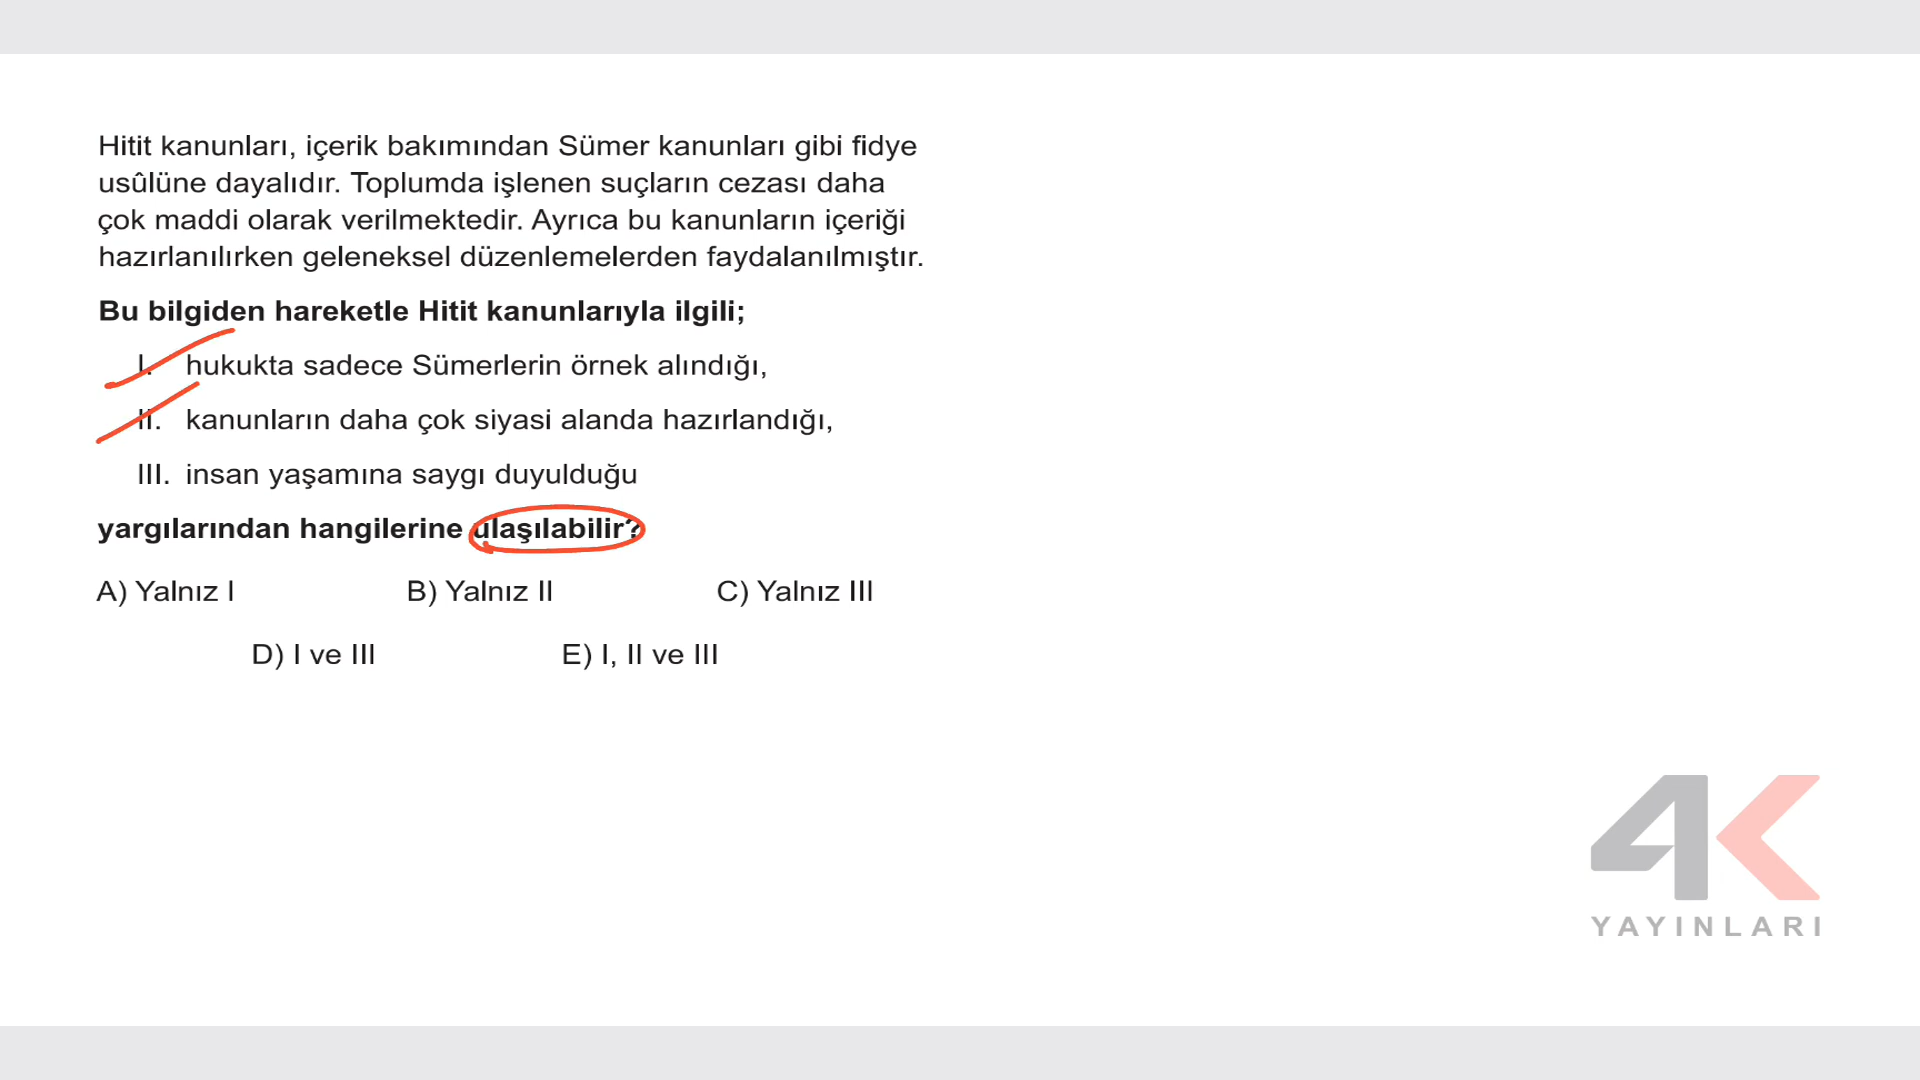 Hitit kanunları, içerik bakımından Sümer kanunları gibi fidye
usûlüne dayalıdır. Toplumda işlenen suçların cezası daha
çok maddi olarak verilmektedir. Ayrıca bu kanunların içeriği
hazırlanılırken geleneksel düzenlemelerden faydalanılmıştır.
Bu bilgiden hareketle Hitit kanunlarıyla ilgili;
I. hukukta sadece Sümerlerin örnek alındığı,
II. kanunların daha çok siyasi alanda hazırlandığı,
III. insan yaşamına saygı duyulduğu
yargılarından hangilerine ulaşılabilir?
A) Yalnız I B) Yalnız II C) Yalnız III
D) I ve III E) I, II ve III
4K
YAYINLARI